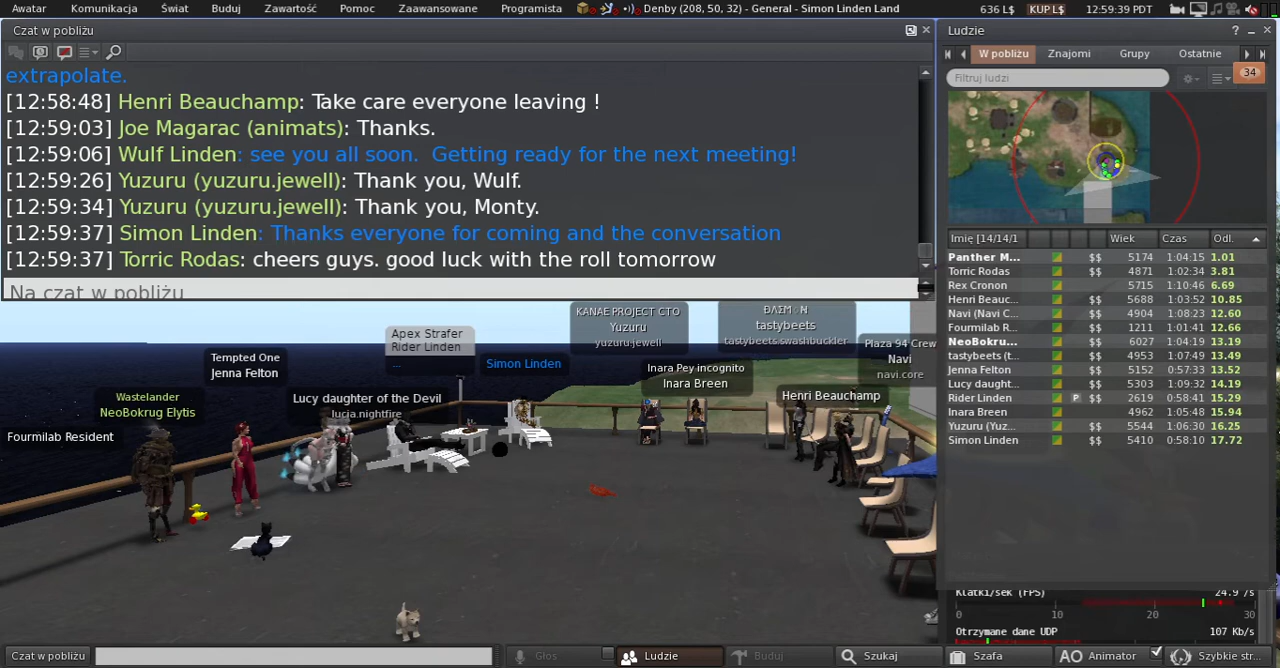 Awatar Komunikacja Świat Buduj Zawartość Pomoc Zaawansowane Programista Denby (208, 50, 32) - General - Simon Linden Land 636 L$ KUP L$ 12:59:39 PDT
Czat w pobliżu
extrapolate.
[12:58:48] Henri Beauchamp: Take care everyone leaving !
[12:59:03] Joe Magarac (animats): Thanks.
[12:59:06] Wulf Linden: see you all soon.  Getting ready for the next meeting!
[12:59:26] Yuzuru (yuzuru.jewell): Thank you, Wulf.
[12:59:34] Yuzuru (yuzuru.jewell): Thank you, Monty.
[12:59:37] Simon Linden: Thanks everyone for coming and the conversation
[12:59:37] Torric Rodas: cheers guys. good luck with the roll tomorrow
Na czat w pobliżu
Ludzie
W pobliżu Znajomi Grupy Ostatnie
Filtruj ludzi
34
Imię [14/14/1 Wiek Czas Odl.
Panther M... $$ 5174 1:04:15 1.01
Torric Rodas $$ 4871 1:02:34 3.81
Rex Cronon 5715 1:10:46 6.69
Henri Beauc... $$ 5688 1:03:52 10.85
Navi (Navi C... $$ 4904 1:08:23 12.60
Fourmilab R... $$ 1211 1:01:41 12.66
NeoBokru... $$ 6027 1:04:19 13.19
tastybeets (t... $$ 4953 1:07:49 13.49
Jenna Felton $$ 5152 0:57:33 13.52
Lucy daught... $$ 5303 1:09:32 14.19
Rider Linden P $$ 2619 0:58:41 15.29
Inara Breen 4962 1:05:48 15.94
Yuzuru (Yuz... $$ 5544 1:06:30 16.25
Simon Linden $$ 5410 0:58:10 17.72
KANAE PROJECT CTO
Yuzuru
yuzuru.jewell
tastybeets
tastybeets.swashbuckler
Apex Strafer
Rider Linden
...
Simon Linden
Plaza 94 Crew
Navi
navi.core
Tempted One
Jenna Felton
Inara Pey incognito
Inara Breen
Wastelander
NeoBokrug Elytis
Lucy daughter of the Devil
lucia.nightfire
Henri Beauchamp
Fourmilab Resident
Klatki/sek (FPS) 24.9 /s
0 10 20 30
Otrzymane dane UDP 107 Kb/s
Czat w pobliżu Głos Ludzie Buduj Szukaj Szafa AO Animator Szybkie str...